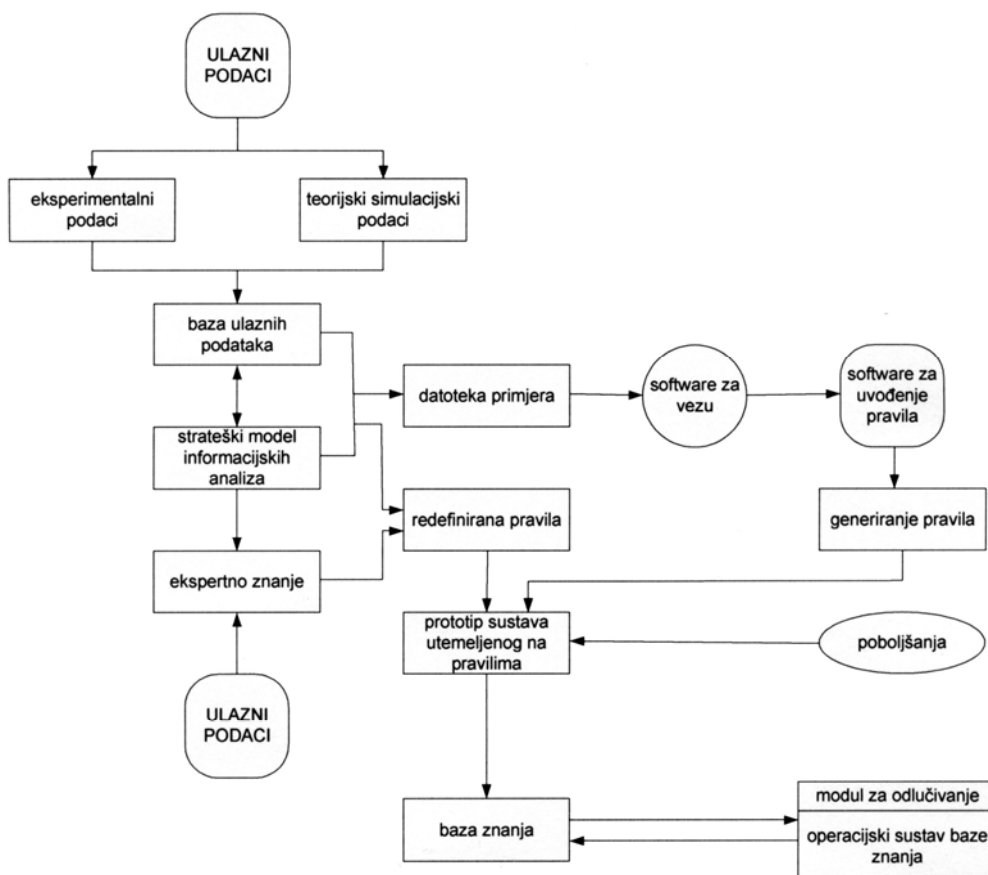 ULAZNI
PODACI
eksperimentalni
podaci
teorijski simulacijski
podaci
baza ulaznih
podataka
strateški model
informacijskih
analiza
ekspertno znanje
ULAZNI
PODACI
datoteka primjera
software za
vezu
software za
uvođenje
pravila
redefinirana pravila
generiranje pravila
prototip sustava
utemeljenog na
pravilima
poboljšanja
baza znanja
modul za odlučivanje
operacijski sustav baze
znanja